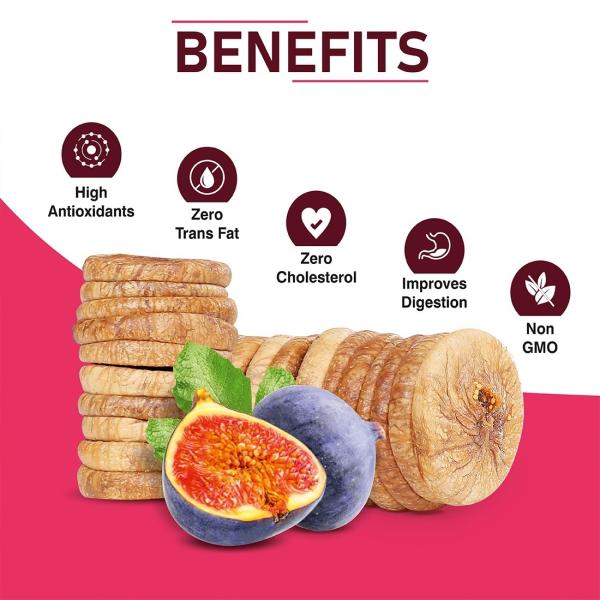 BENEFITS
High
Antioxidants
Zero
Trans Fat
Zero
Cholesterol
Improves
Digestion
Non
GMO